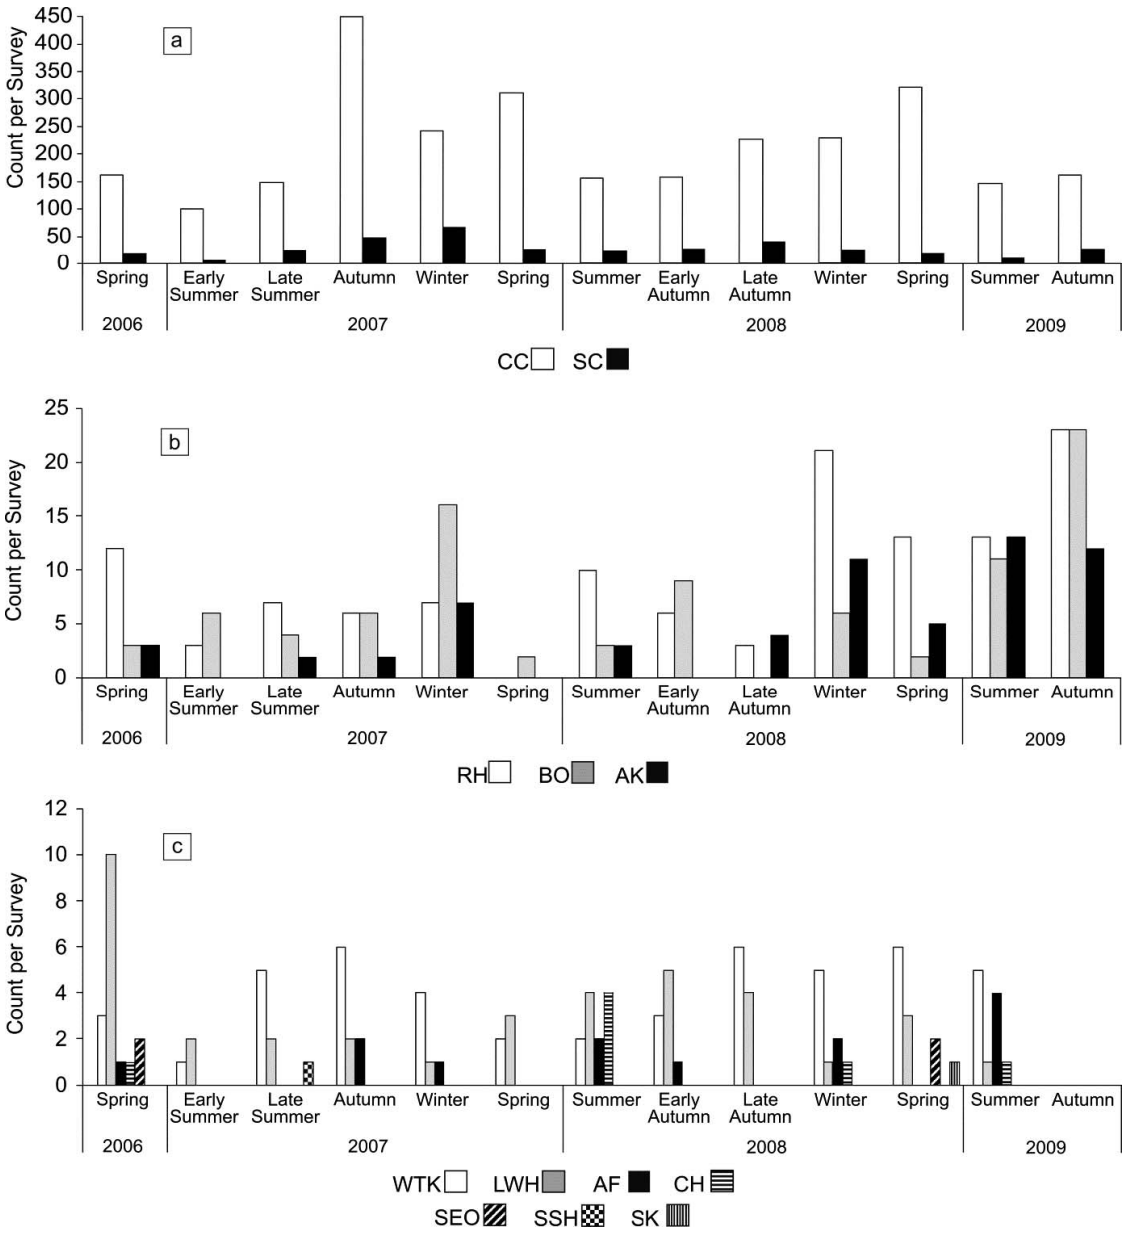 a
Count per Survey
450
400
350
300
250
200
150
100
50
0
Spring Early Summer Late Summer Autumn Winter Spring Summer Early Autumn Late Autumn Winter Spring Summer Autumn
2006 2007 2008 2009
CC SC
b
Count per Survey
25
20
15
10
5
0
Spring Early Summer Late Summer Autumn Winter Spring Summer Early Autumn Late Autumn Winter Spring Summer Autumn
2006 2007 2008 2009
RH BO AK
c
Count per Survey
12
10
8
6
4
2
0
Spring Early Summer Late Summer Autumn Winter Spring Summer Early Autumn Late Autumn Winter Spring Summer Autumn
2006 2007 2008 2009
WTK LWH AF CH
SEO SSH SK